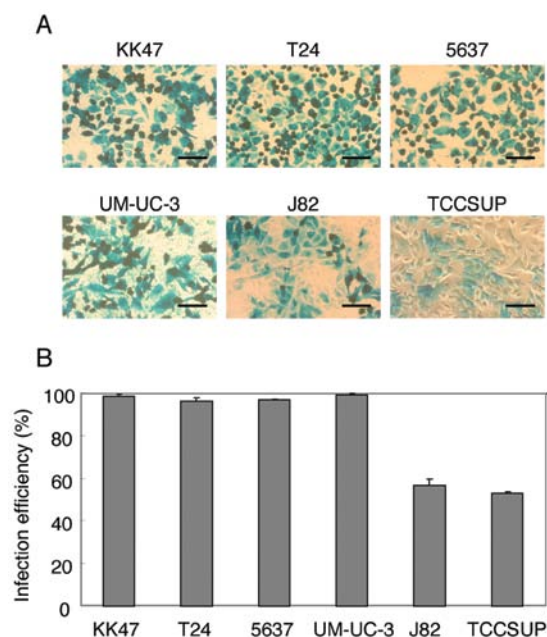 A
KK47 T24 5637
UM-UC-3 J82 TCCSUP
B
Infection efficiency (%)
100
80
60
40
20
0
KK47 T24 5637 UM-UC-3 J82 TCCSUP